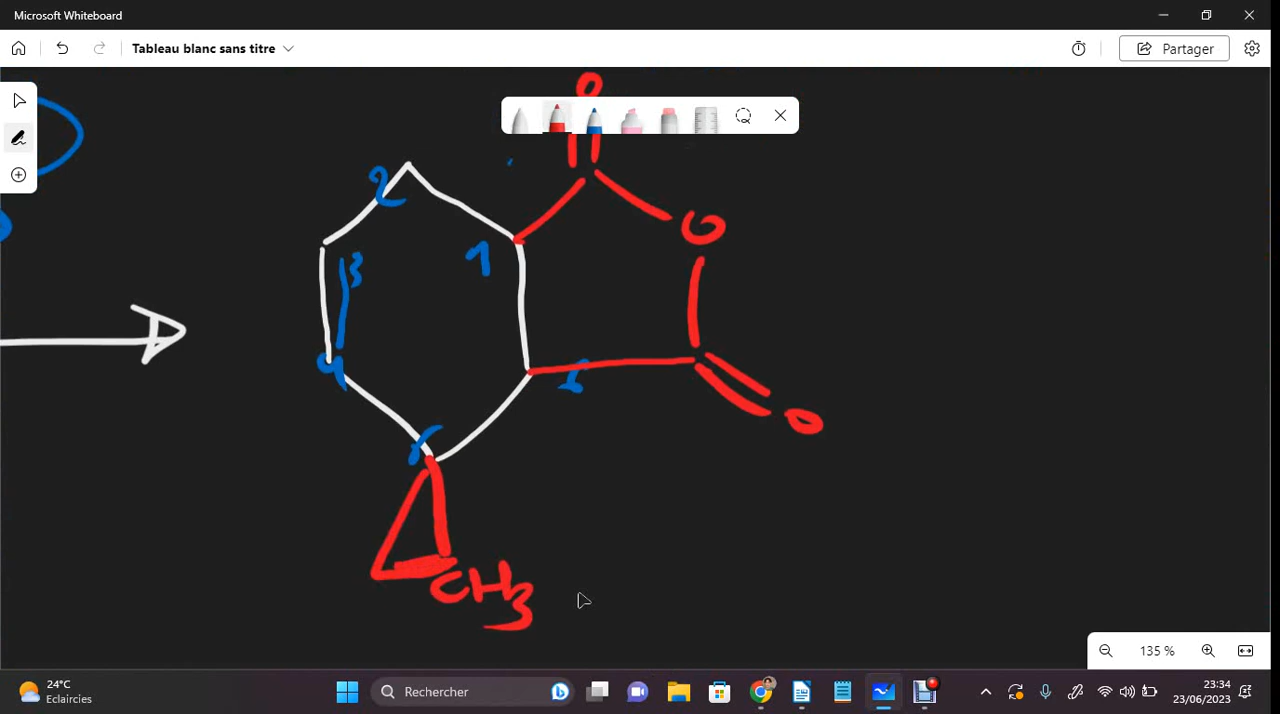 Microsoft Whiteboard
Tableau blanc sans titre
Partager
O
2
1
O
3
4
1
O
CH3
135 %
24°C
Eclaircies
Rechercher
23:34
23/06/2023